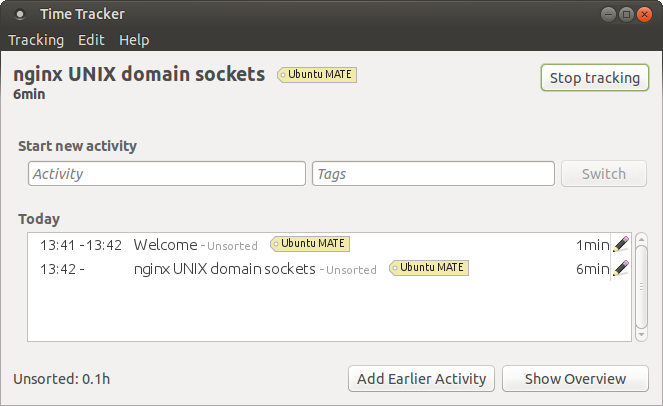 Time Tracker
Tracking Edit Help
nginx UNIX domain sockets Ubuntu MATE
6min
Stop tracking
Start new activity
Activity Tags Switch
Today
13:41 -13:42 Welcome - Unsorted Ubuntu MATE 1min
13:42 - nginx UNIX domain sockets - Unsorted Ubuntu MATE 6min
Unsorted: 0.1h Add Earlier Activity Show Overview